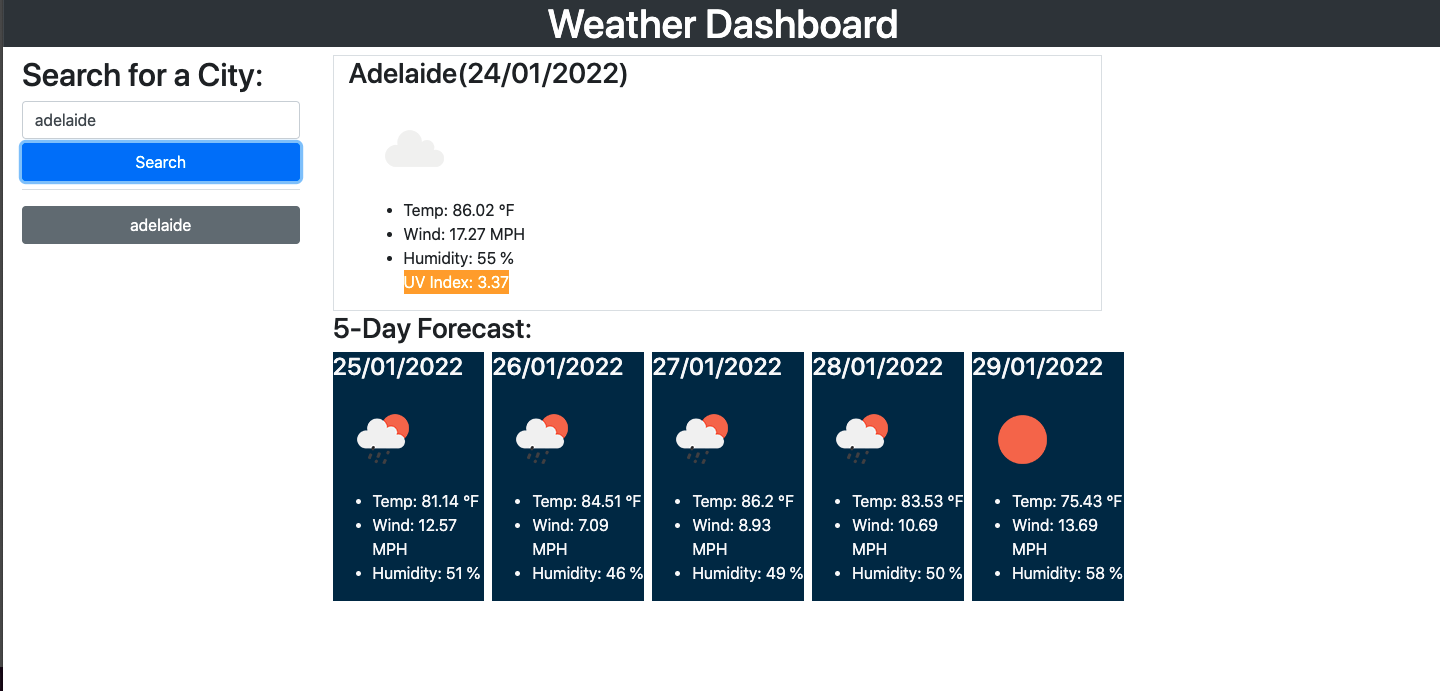 Weather Dashboard
Search for a City:
adelaide
Search
adelaide
Adelaide(24/01/2022)
Temp: 86.02 °F
Wind: 17.27 MPH
Humidity: 55 %
UV Index: 3.37
5-Day Forecast:
25/01/2022
Temp: 81.14 °F
Wind: 12.57
MPH
Humidity: 51 %
26/01/2022
Temp: 84.51 °F
Wind: 7.09
MPH
Humidity: 46 %
27/01/2022
Temp: 86.2 °F
Wind: 8.93
MPH
Humidity: 49 %
28/01/2022
Temp: 83.53 °F
Wind: 10.69
MPH
Humidity: 50 %
29/01/2022
Temp: 75.43 °F
Wind: 13.69
MPH
Humidity: 58 %